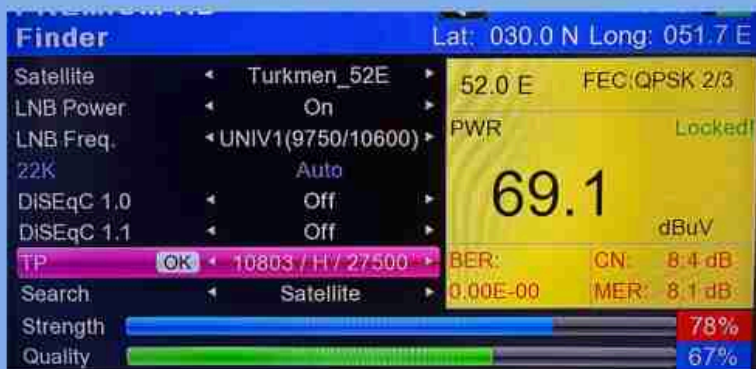 Finder
Lat: 030.0 N Long: 051.7 E
Satellite Turkmen_52E
LNB Power On
LNB Freq. UNIV1(9750/10600)
22K Auto
DiSEqC 1.0 Off
DiSEqC 1.1 Off
TP OK 10803 / H / 27500
Search Satellite
Strength 78%
Quality 67%
52.0 E FEC:QPSK 2/3
PWR Locked!
69.1
dBuV
BER: CN: 8.4 dB
0.00E-00 MER: 8.1 dB